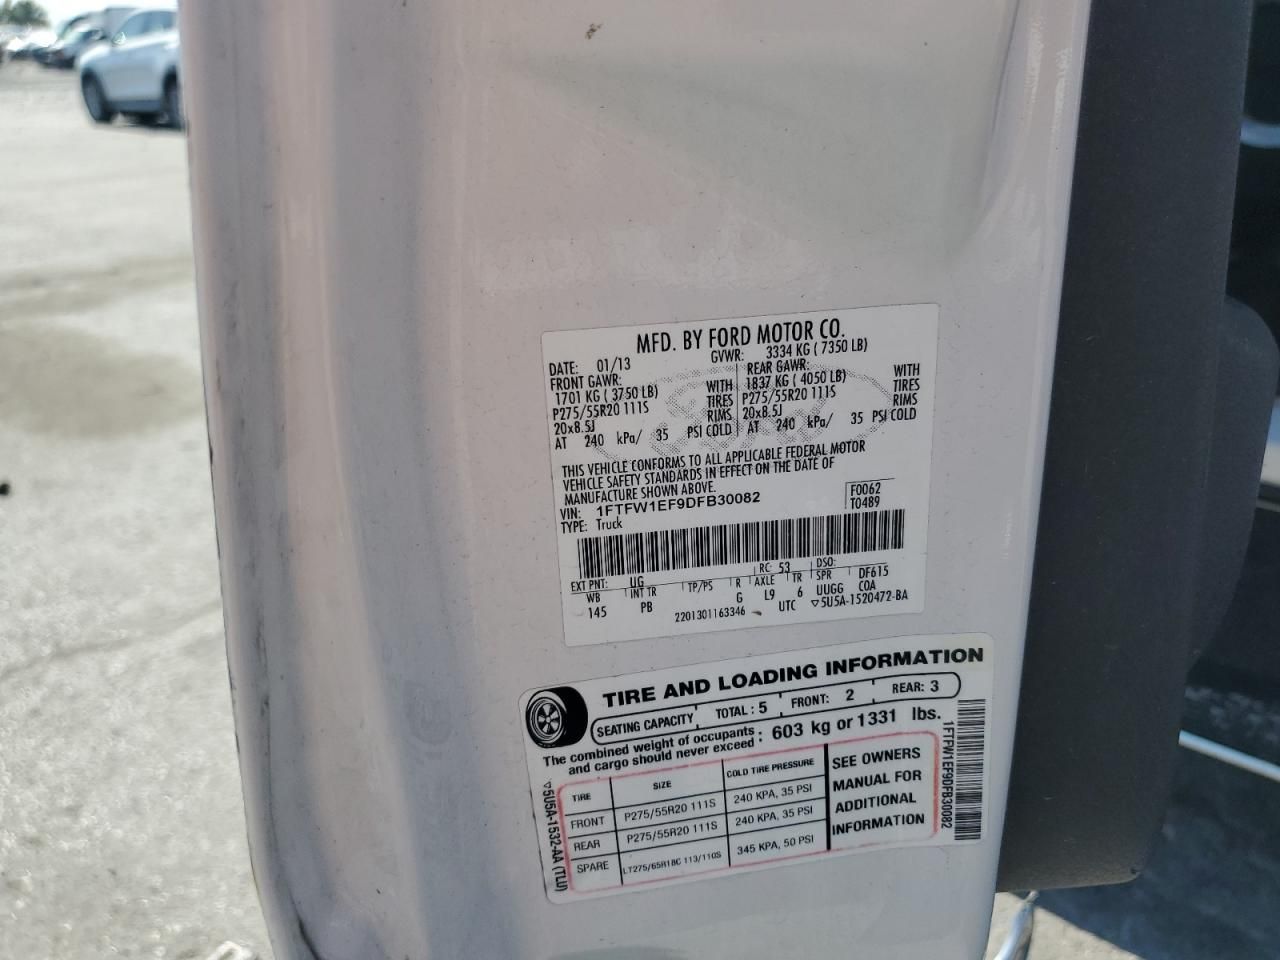 MFD. BY FORD MOTOR CO.
DATE: 01/13 GVWR: 3334 KG ( 7350 LB)
FRONT GAWR: REAR GAWR:
1701 KG ( 3750 LB) WITH 1837 KG ( 4050 LB) WITH
P275/55R20 111S TIRES P275/55R20 111S TIRES
20x8.5J RIMS 20x8.5J RIMS
AT 240 kPa/ 35 PSI COLD AT 240 kPa/ 35 PSI COLD
THIS VEHICLE CONFORMS TO ALL APPLICABLE FEDERAL MOTOR
VEHICLE SAFETY STANDARDS IN EFFECT ON THE DATE OF
MANUFACTURE SHOWN ABOVE.
VIN: 1FTFW1EF9DFB30082 F0062
TYPE: Truck T0489
EXT PNT: UG RC: 53 DSO:
WB INT TR TP/PS R AXLE TR SPR DF615
145 PB G L9 6 UUGG COA
2201301163346 UTC ▽5U5A-1520472-BA
TIRE AND LOADING INFORMATION
SEATING CAPACITY TOTAL: 5 FRONT: 2 REAR: 3
The combined weight of occupants
and cargo should never exceed : 603 kg or 1331 lbs.
TIRE SIZE COLD TIRE PRESSURE
FRONT P275/55R20 111S 240 KPA, 35 PSI
REAR P275/55R20 111S 240 KPA, 35 PSI
SPARE LT275/65R18C 113/110S 345 KPA, 50 PSI
SEE OWNERS
MANUAL FOR
ADDITIONAL
INFORMATION
▽5U5A-1532-AA (TLU)
1FTFW1EF9DFB30082